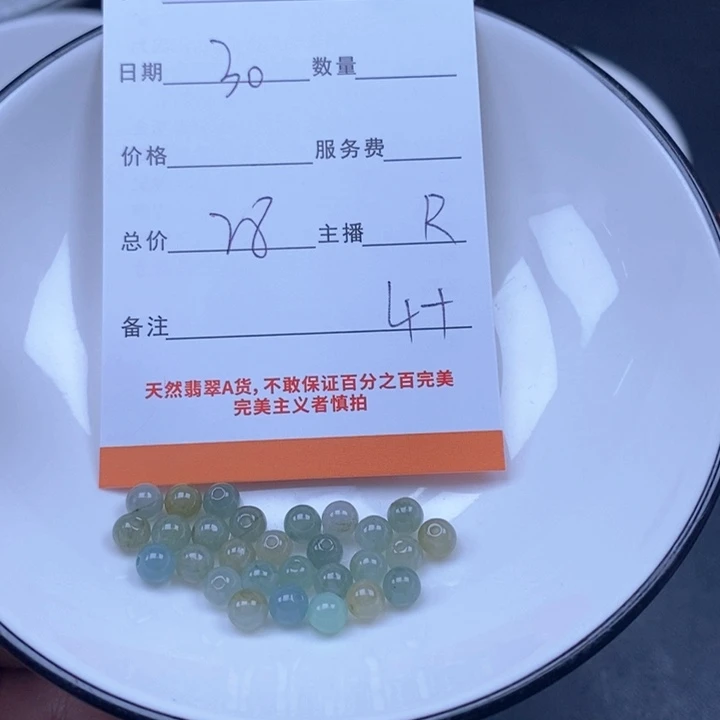 日期 30 数量
价格 服务费
总价 28 主播 R
备注 4+
天然翡翠A货,不敢保证百分之百完美
完美主义者慎拍